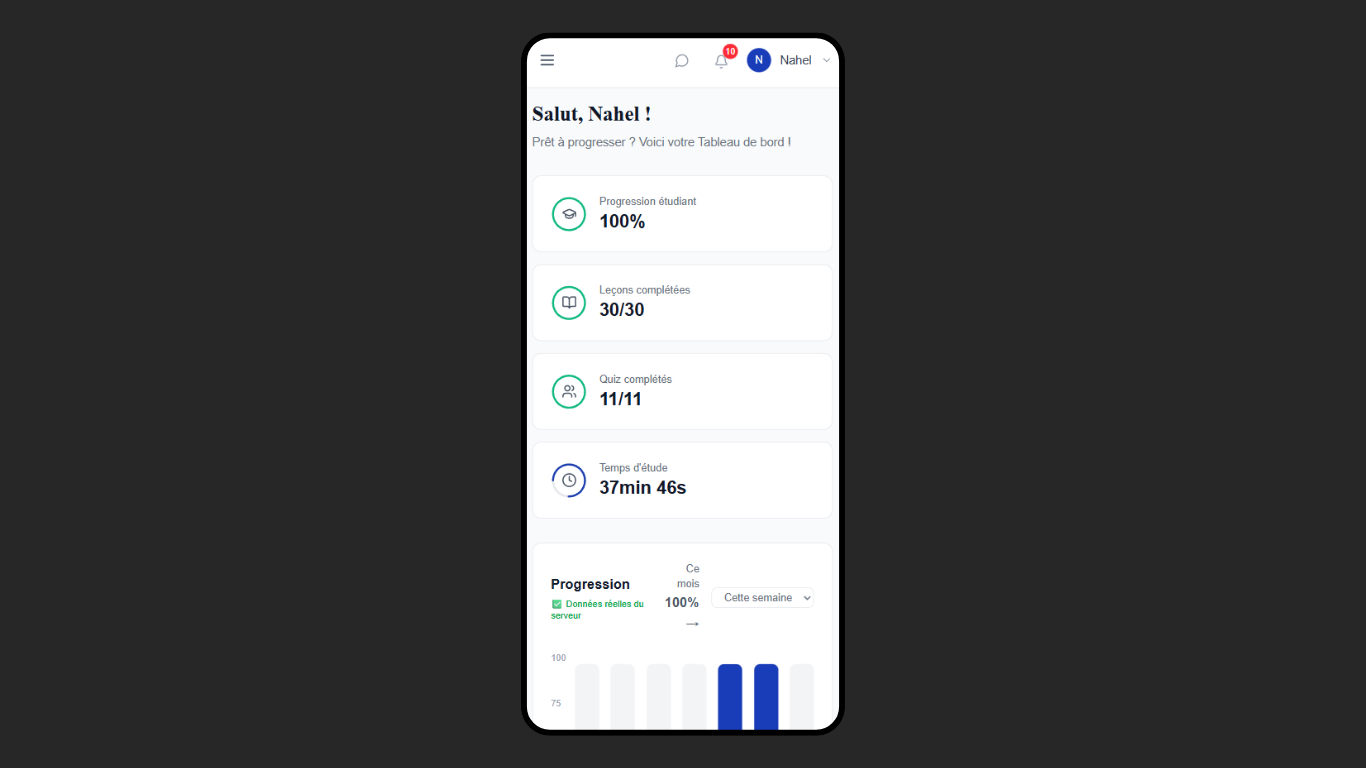 10
N Nahel
Salut, Nahel !
Prêt à progresser ? Voici votre Tableau de bord !
Progression étudiant
100%
Leçons complétées
30/30
Quiz complétés
11/11
Temps d'étude
37min 46s
Progression
✅ Données réelles du
serveur
Ce
mois
100%
→
Cette semaine
100
75